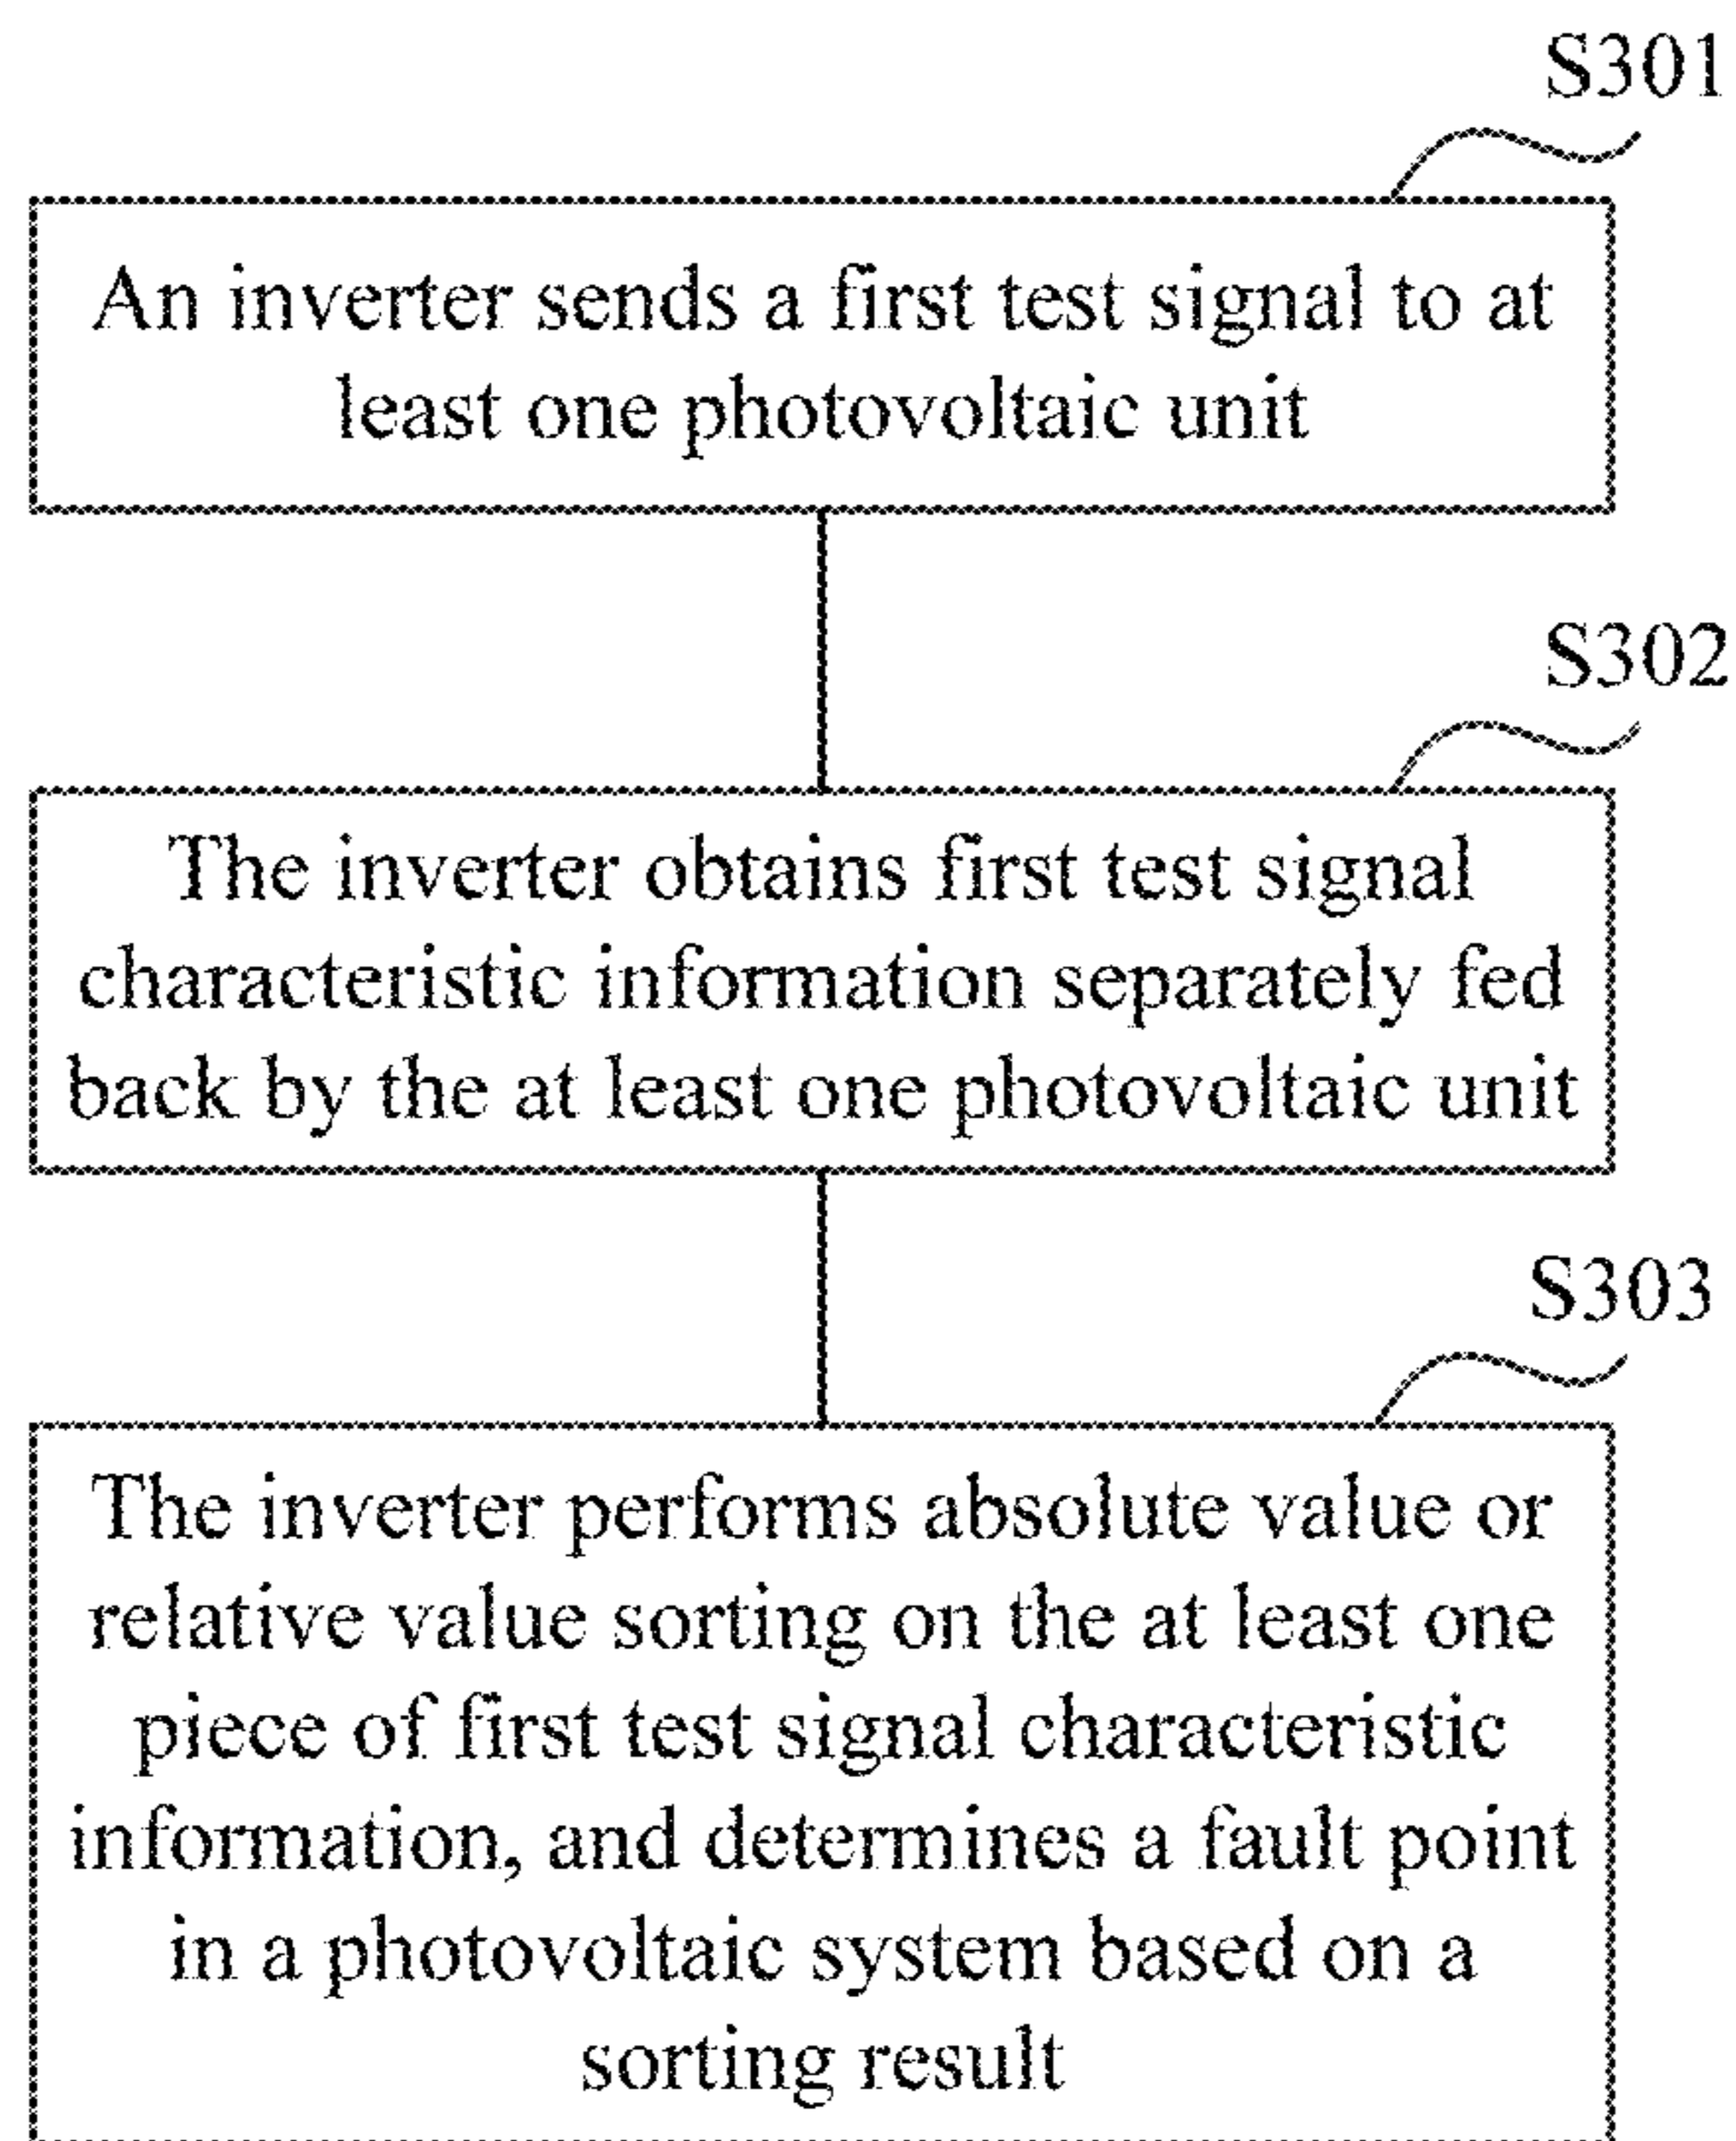 S301
An inverter sends a first test signal to at
least one photovoltaic unit
S302
The inverter obtains first test signal
characteristic information separately fed
back by the at least one photovoltaic unit
S303
The inverter performs absolute value or
relative value sorting on the at least one
piece of first test signal characteristic
information, and determines a fault point
in a photovoltaic system based on a
sorting result